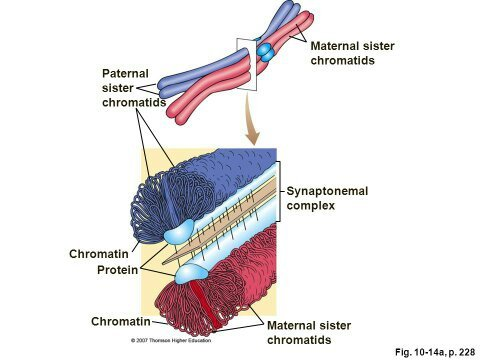 Maternal sister
chromatids
Paternal
sister
chromatids
Synaptonemal
complex
Chromatin
Protein
Chromatin
Maternal sister
chromatids
© 2007 Thomson Higher Education
Fig. 10-14a, p. 228